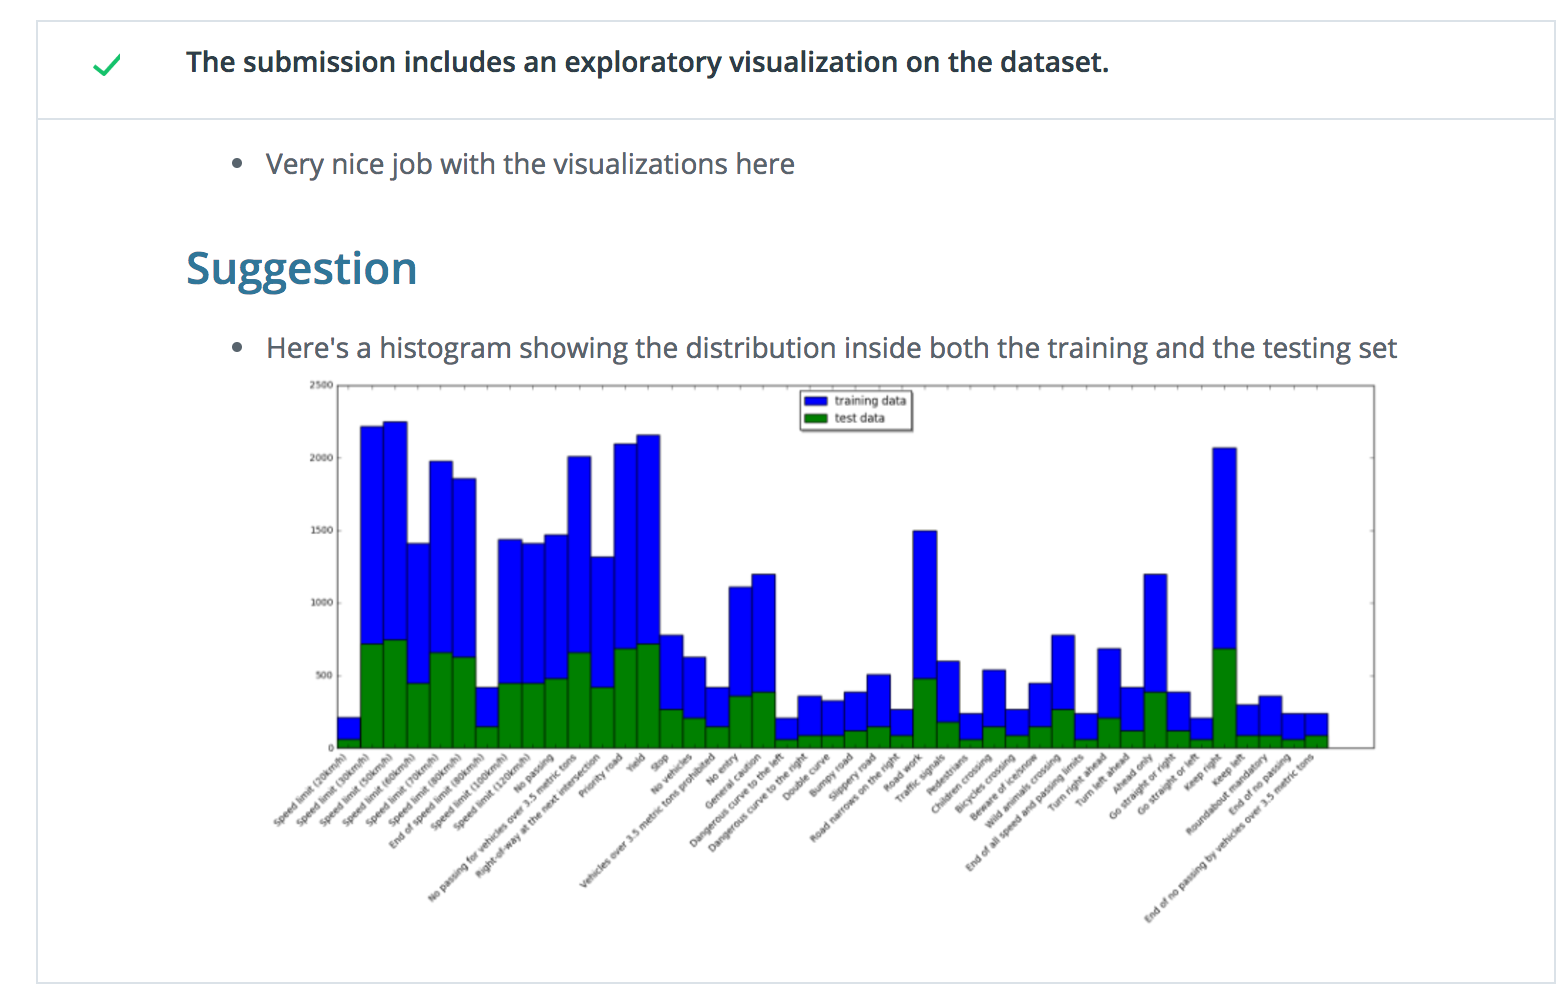 The submission includes an exploratory visualization on the dataset.
Very nice job with the visualizations here
Suggestion
Here's a histogram showing the distribution inside both the training and the testing set
2500
2000
1500
1000
500
0
training data
test data
Speed limit (20km/h)
Speed limit (30km/h)
Speed limit (50km/h)
Speed limit (60km/h)
Speed limit (70km/h)
Speed limit (80km/h)
End of speed limit (80km/h)
Speed limit (100km/h)
Speed limit (120km/h)
No passing
No passing for vehicles over 3.5 metric tons
Right-of-way at the next intersection
Priority road
Yield
Stop
No vehicles
Vehicles over 3.5 metric tons prohibited
No entry
General caution
Dangerous curve to the left
Dangerous curve to the right
Double curve
Bumpy road
Slippery road
Road narrows on the right
Road work
Traffic signals
Pedestrians
Children crossing
Bicycles crossing
Beware of ice/snow
Wild animals crossing
End of all speed and passing limits
Turn right ahead
Turn left ahead
Ahead only
Go straight or right
Go straight or left
Keep right
Keep left
Roundabout mandatory
End of no passing
End of no passing by vehicles over 3.5 metric tons